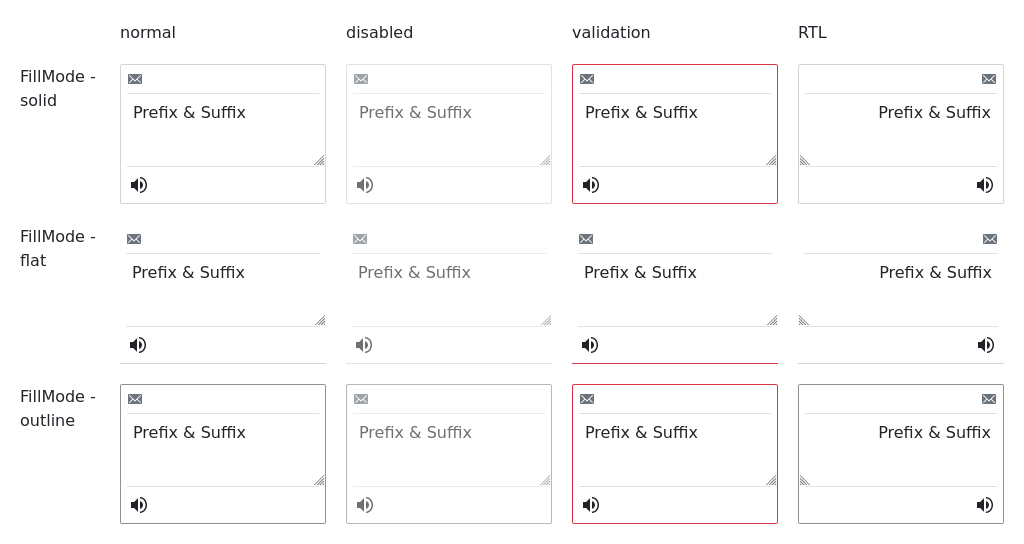 normal disabled validation RTL
FillMode -
solid
Prefix & Suffix Prefix & Suffix Prefix & Suffix Prefix & Suffix
FillMode -
flat
Prefix & Suffix Prefix & Suffix Prefix & Suffix Prefix & Suffix
FillMode -
outline
Prefix & Suffix Prefix & Suffix Prefix & Suffix Prefix & Suffix